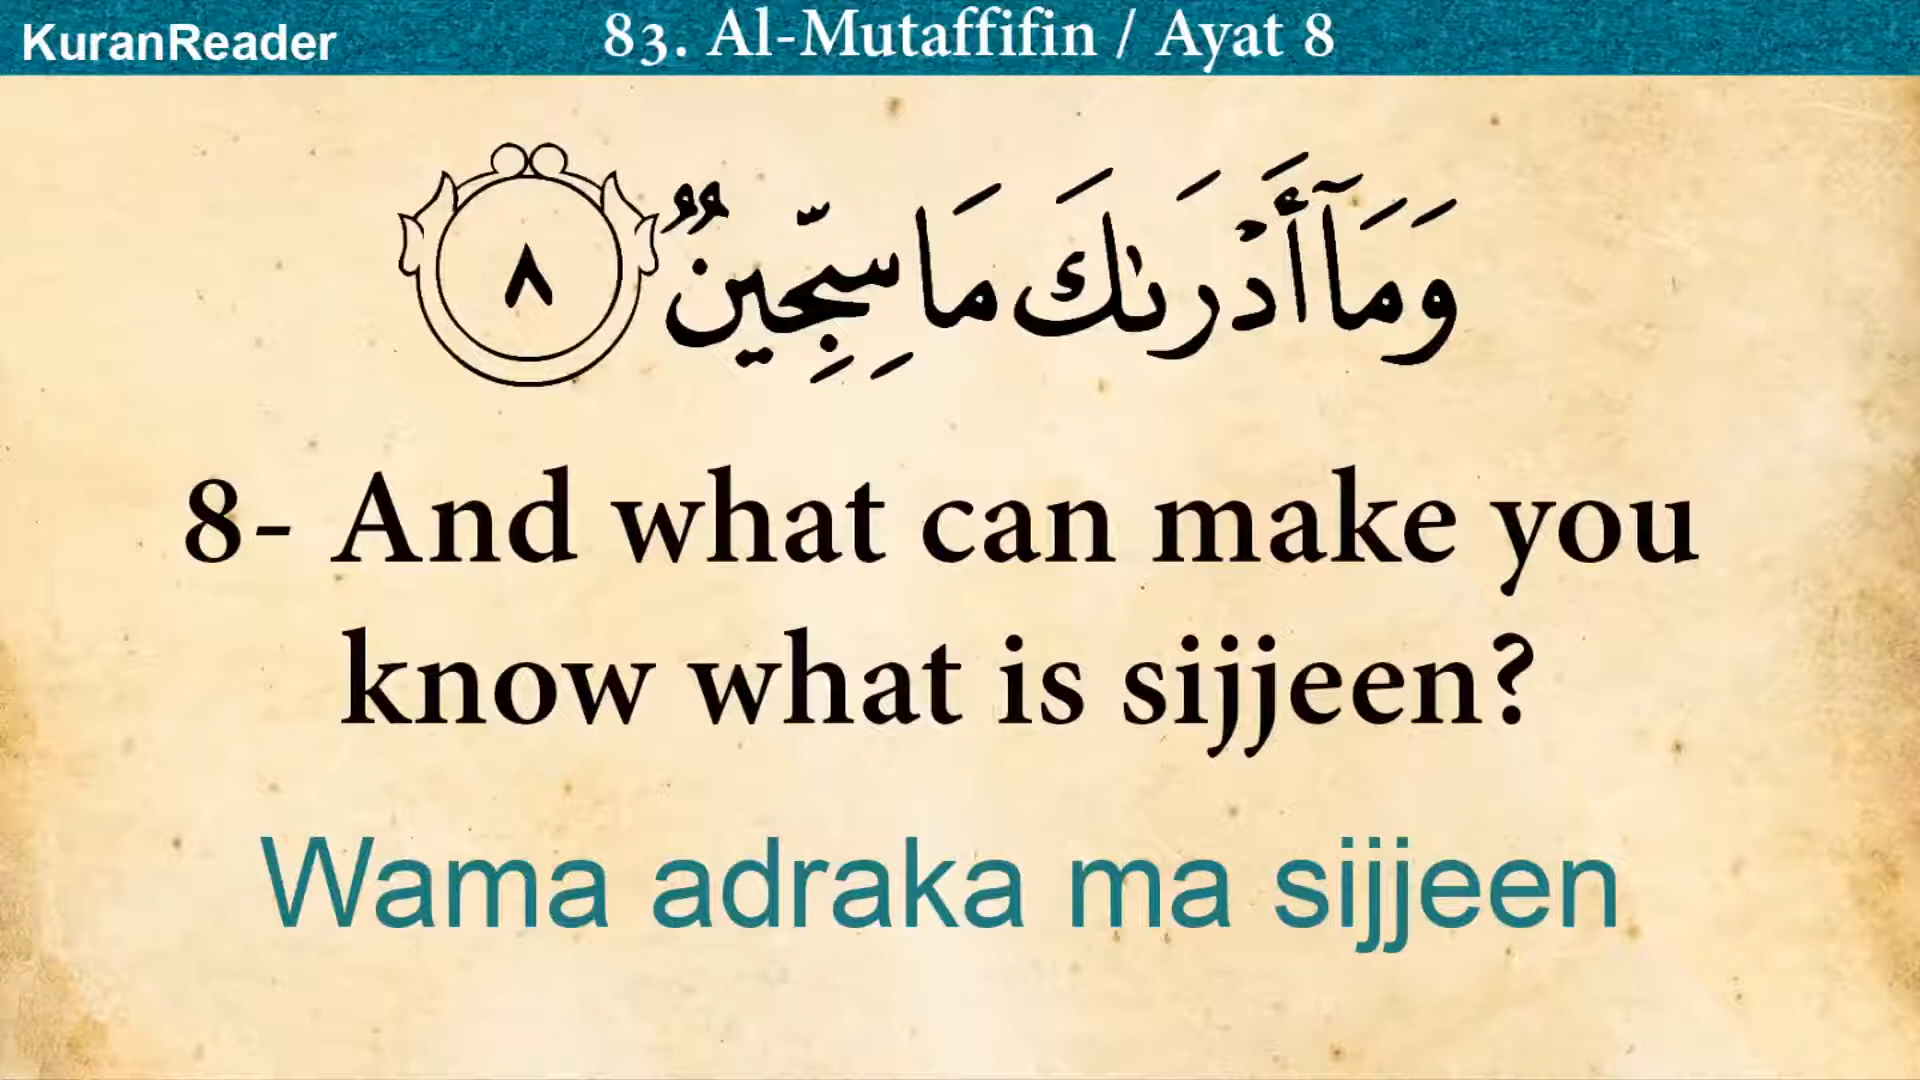 KuranReader
83. Al-Mutaffifin / Ayat 8
وَمَآ أَدۡرَىٰكَ مَا سِجِّينٞ ٨
8- And what can make you
know what is sijjeen?
Wama adraka ma sijjeen